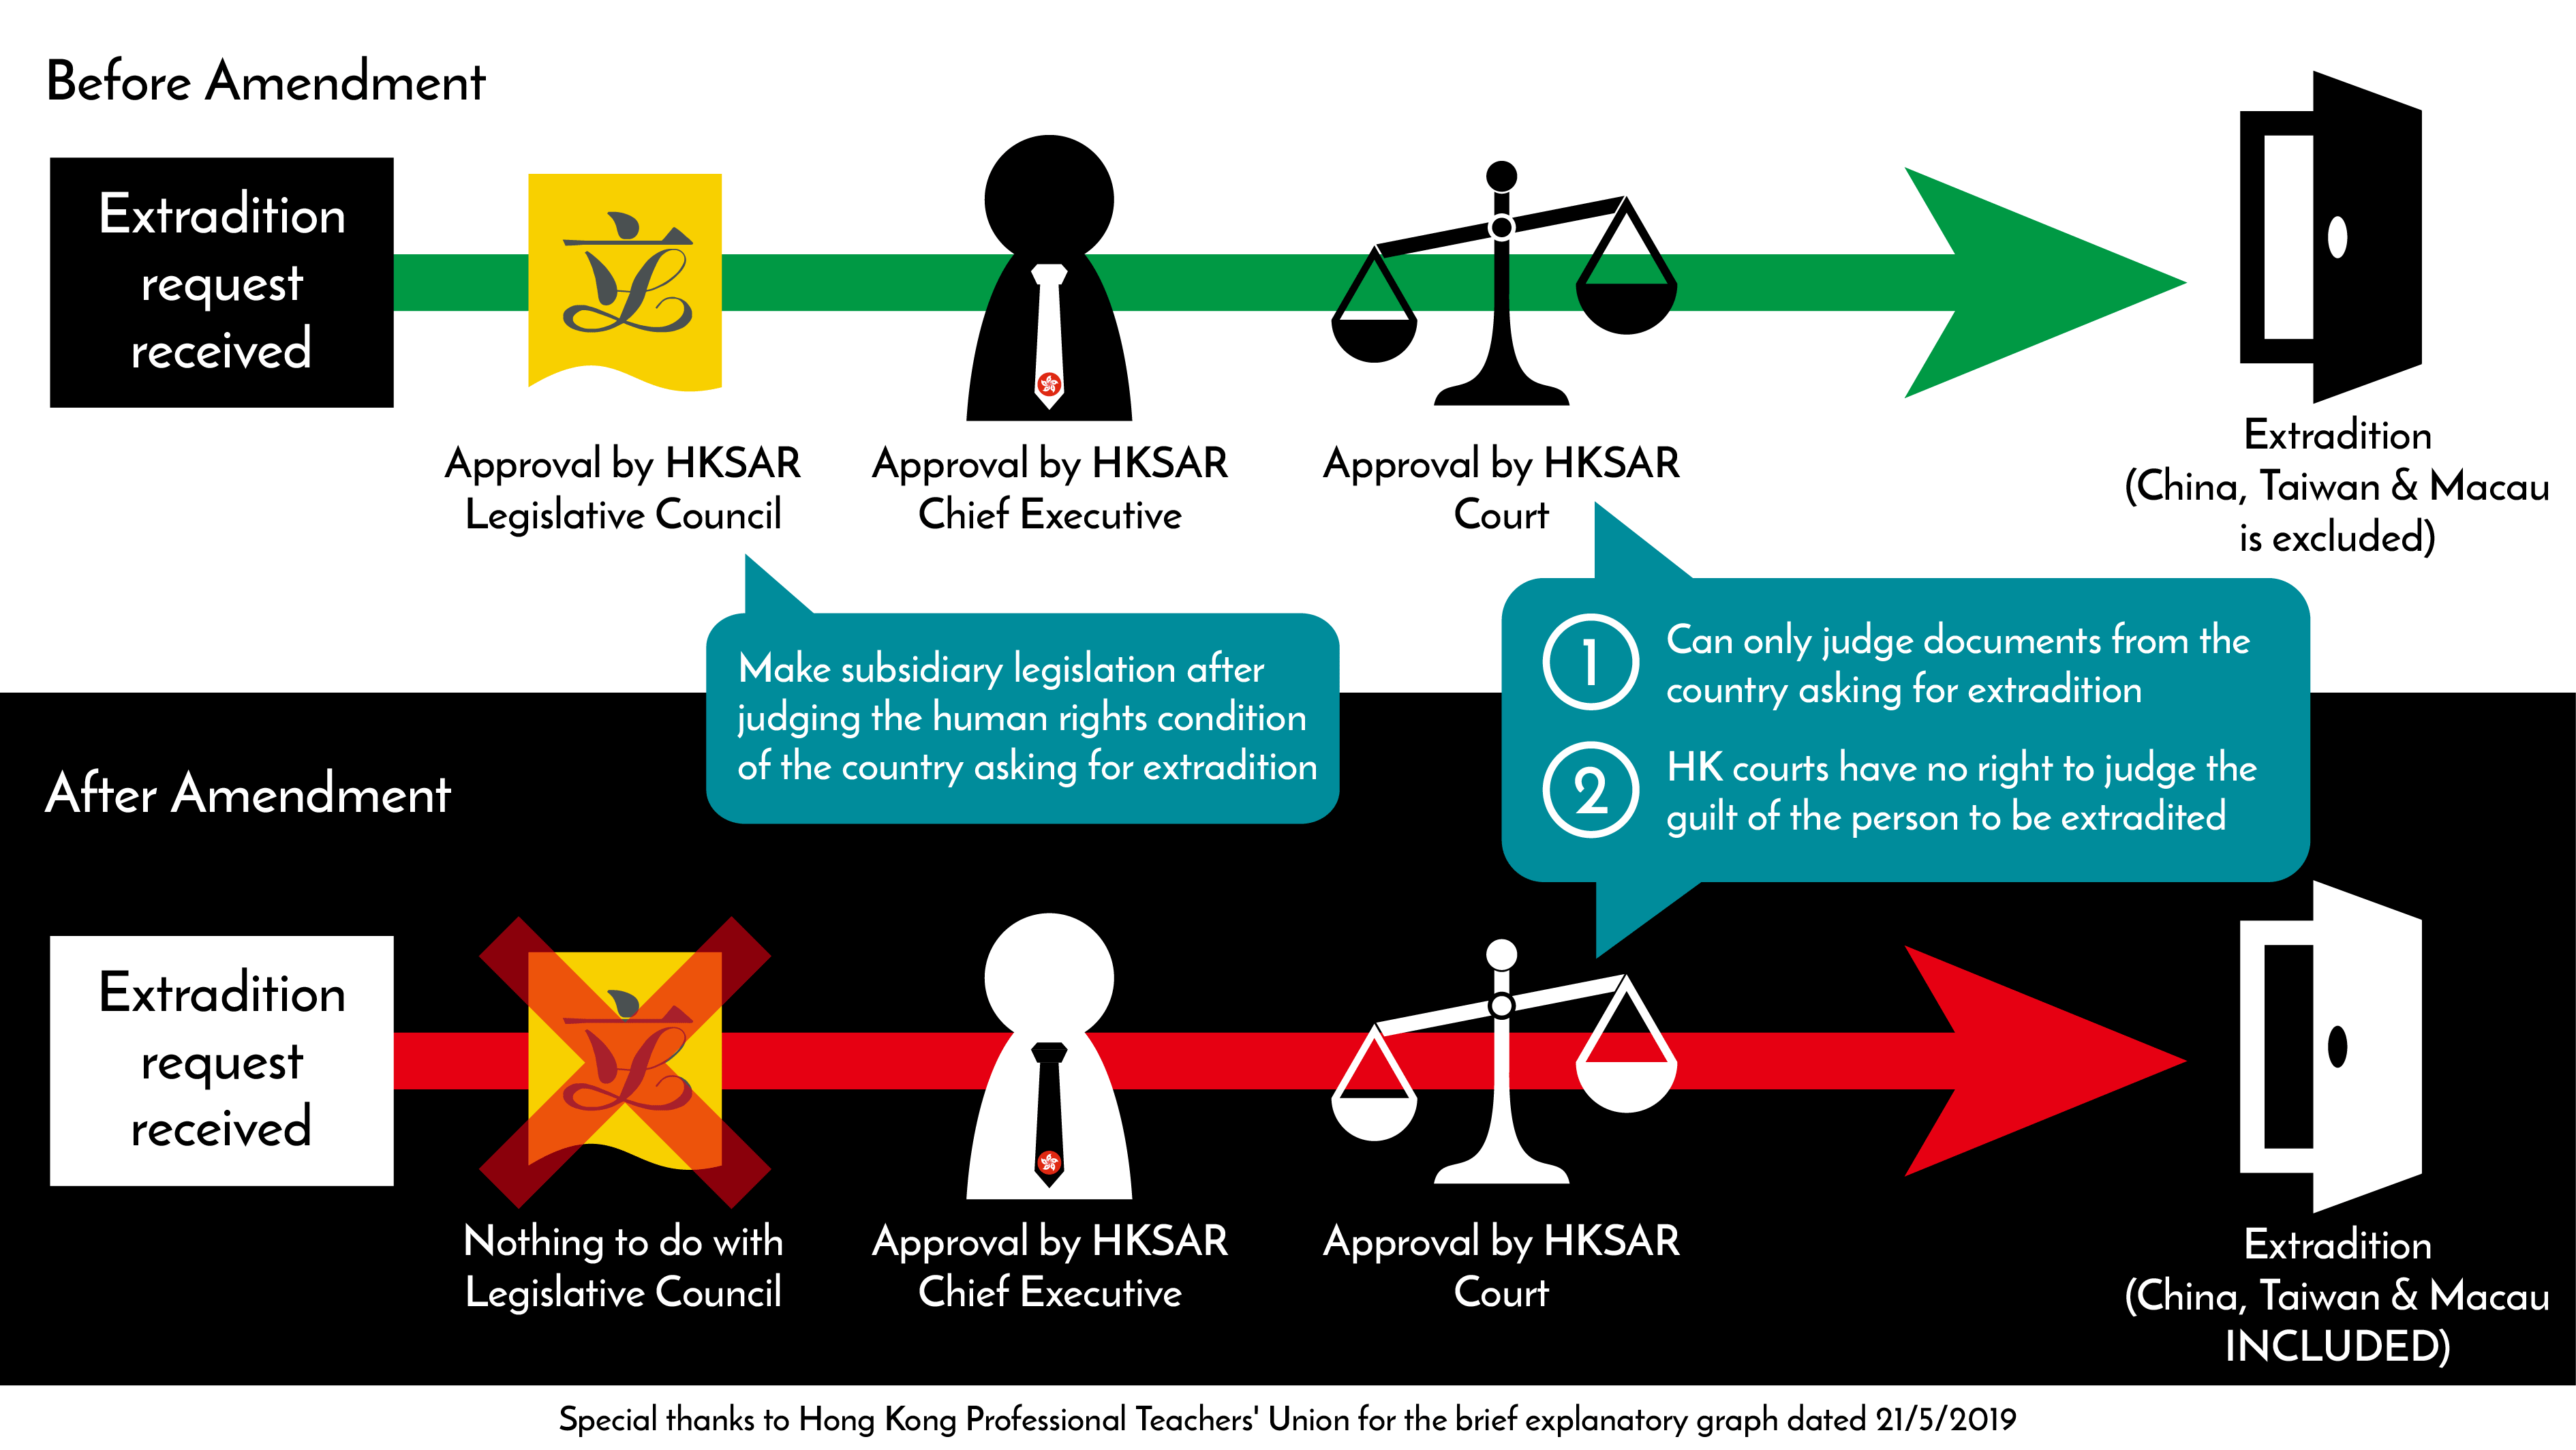 Before Amendment
Extradition
request
received
Approval by HKSAR
Legislative Council
Approval by HKSAR
Chief Executive
Approval by HKSAR
Court
Extradition
(China, Taiwan & Macau
is excluded)
Make subsidiary legislation after
judging the human rights condition
of the country asking for extradition
1 Can only judge documents from the
country asking for extradition
2 HK courts have no right to judge the
guilt of the person to be extradited
After Amendment
Extradition
request
received
Nothing to do with
Legislative Council
Approval by HKSAR
Chief Executive
Approval by HKSAR
Court
Extradition
(China, Taiwan & Macau
INCLUDED)
Special thanks to Hong Kong Professional Teachers' Union for the brief explanatory graph dated 21/5/2019